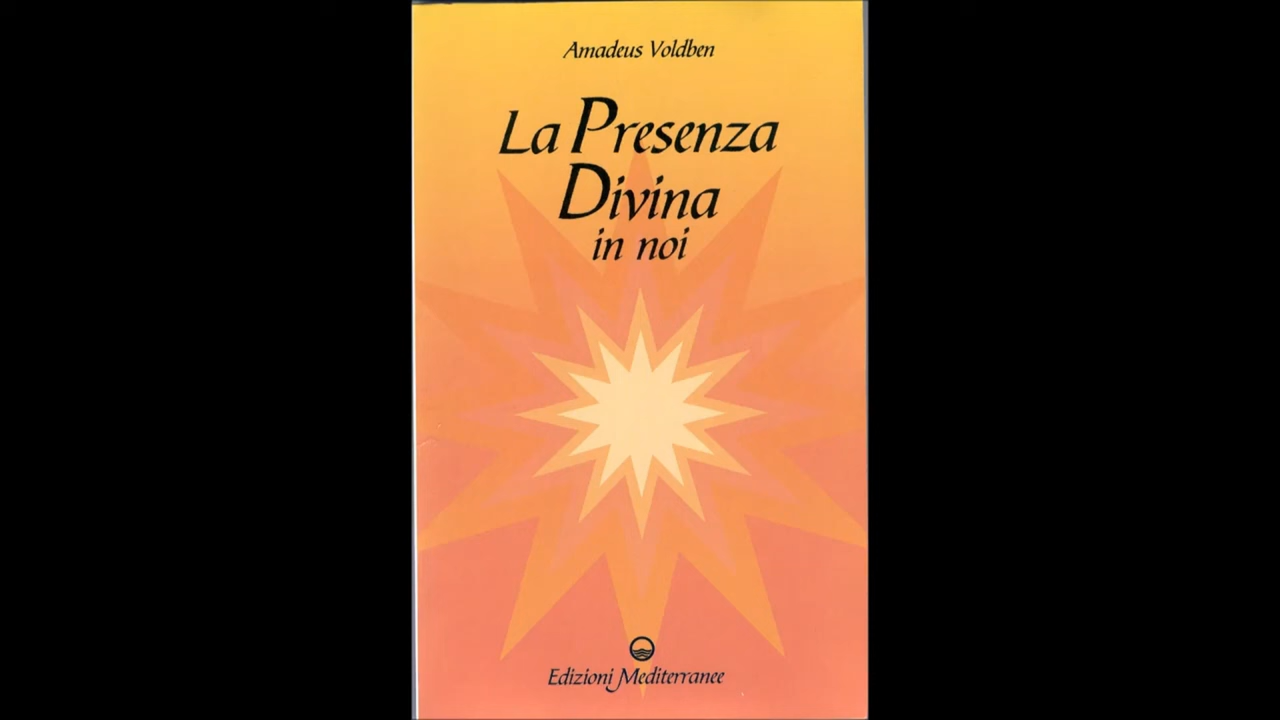 Amadeus Voldben
La Presenza
Divina
in noi
Edizioni Mediterranee